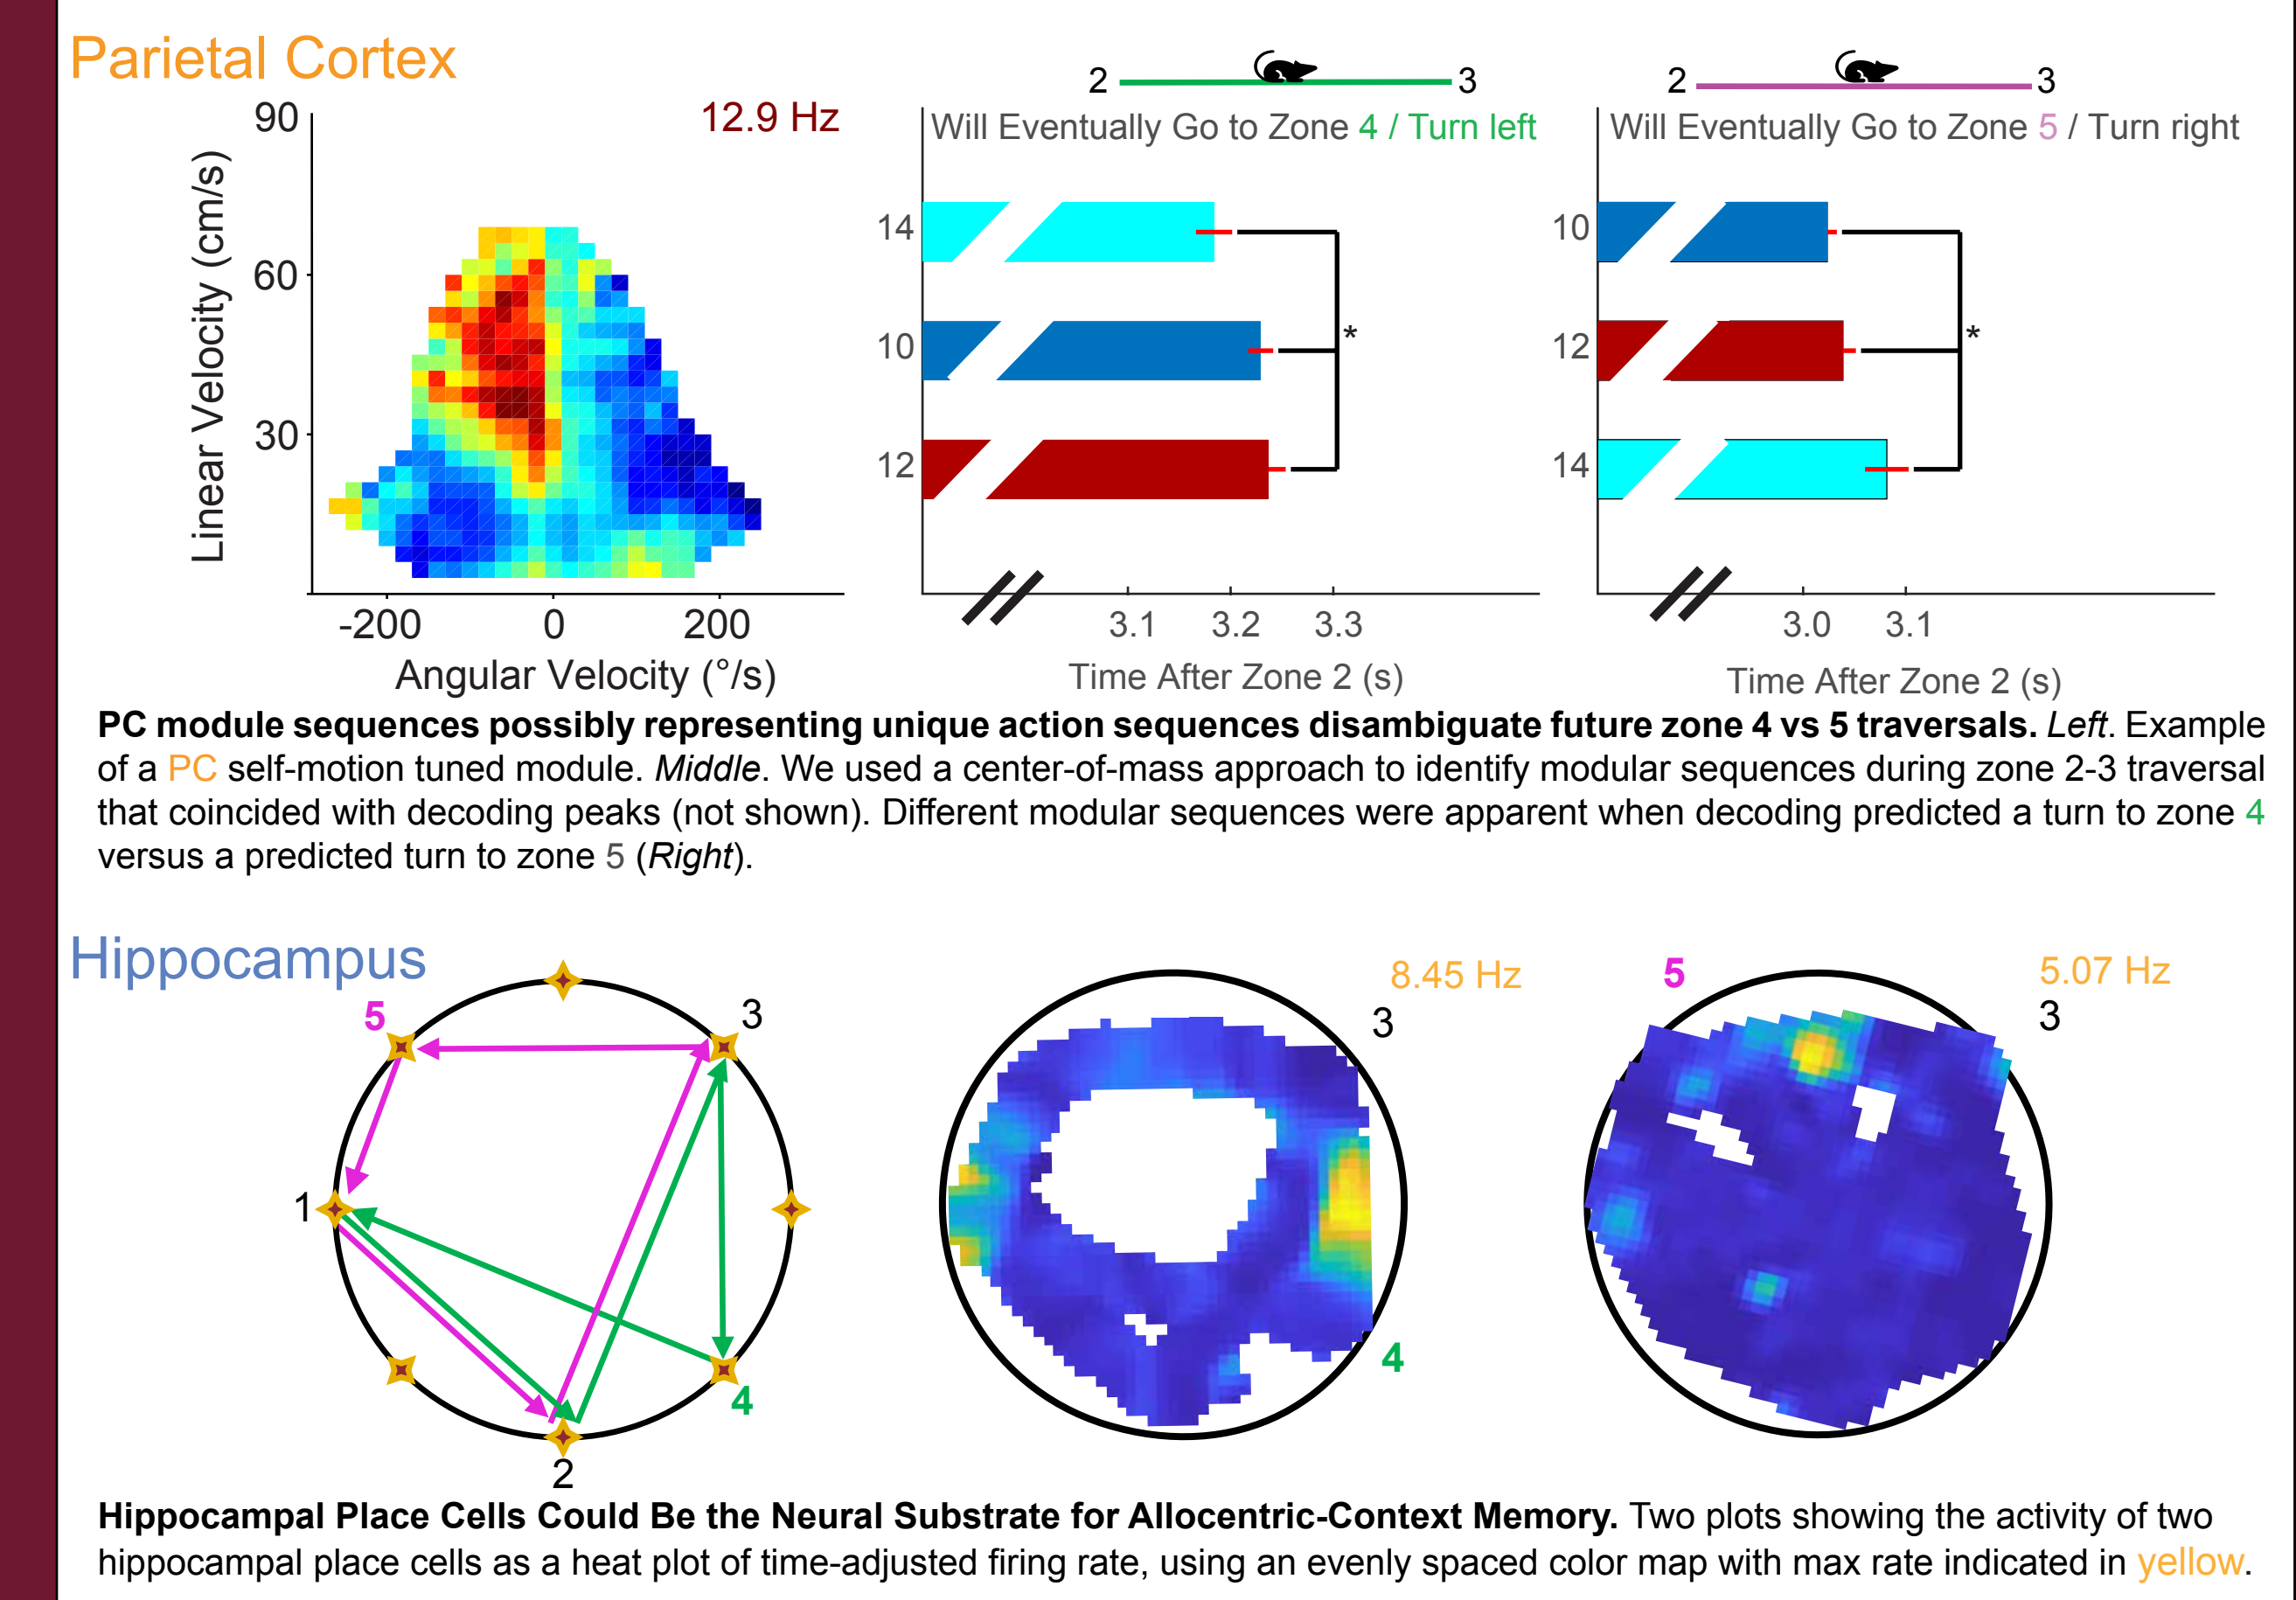 Parietal Cortex
12.9 Hz
90
60
30
Linear Velocity (cm/s)
-200 0 200
Angular Velocity (°/s)
2 3
Will Eventually Go to Zone 4 / Turn left
14
10
12
*
3.1 3.2 3.3
Time After Zone 2 (s)
2 3
Will Eventually Go to Zone 5 / Turn right
10
12
14
*
3.0 3.1
Time After Zone 2 (s)
PC module sequences possibly representing unique action sequences disambiguate future zone 4 vs 5 traversals. Left. Example
of a PC self-motion tuned module. Middle. We used a center-of-mass approach to identify modular sequences during zone 2-3 traversal
that coincided with decoding peaks (not shown). Different modular sequences were apparent when decoding predicted a turn to zone 4
versus a predicted turn to zone 5 (Right).
Hippocampus
5
3
1
4
2
8.45 Hz
3
4
5
5.07 Hz
3
Hippocampal Place Cells Could Be the Neural Substrate for Allocentric-Context Memory. Two plots showing the activity of two
hippocampal place cells as a heat plot of time-adjusted firing rate, using an evenly spaced color map with max rate indicated in yellow.